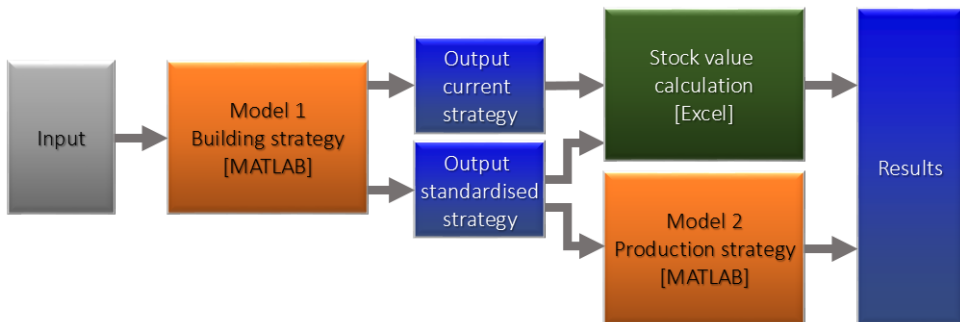 Input
Model 1
Building strategy
[MATLAB]
Output
current
strategy
Output
standardised
strategy
Stock value
calculation
[Excel]
Model 2
Production strategy
[MATLAB]
Results